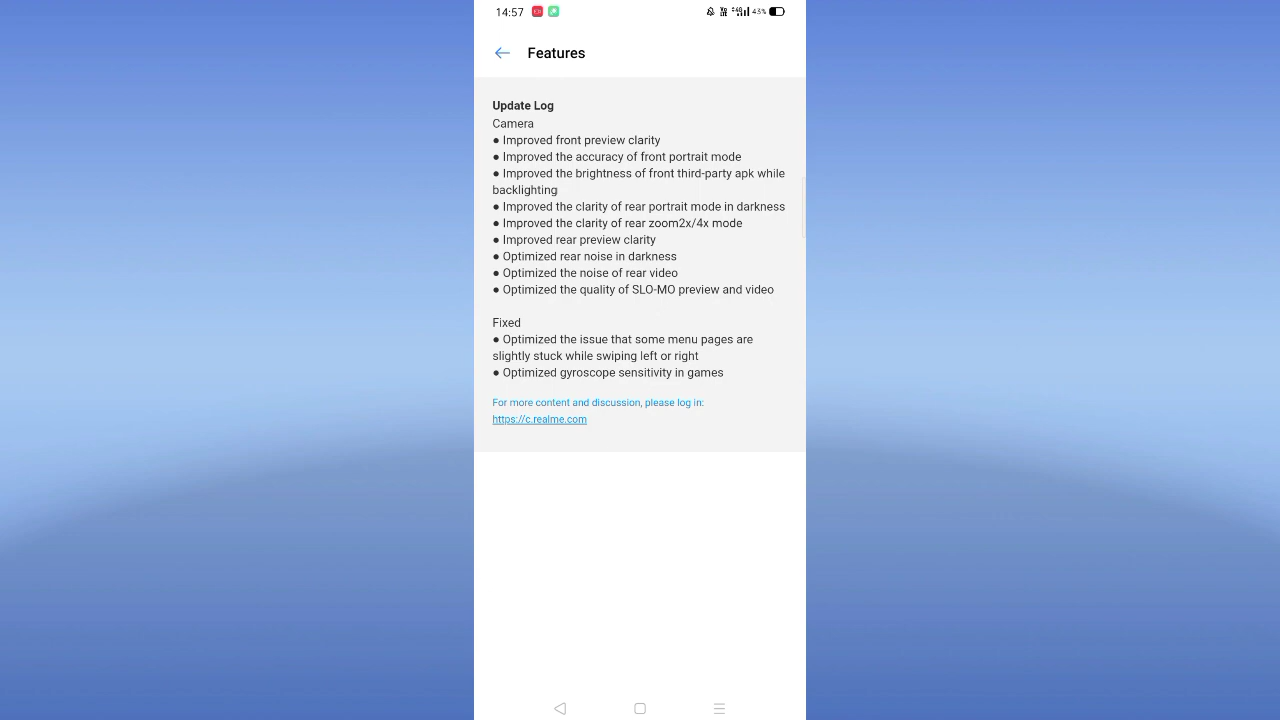 14:57
43%
Features
Update Log
Camera
● Improved front preview clarity
● Improved the accuracy of front portrait mode
● Improved the brightness of front third-party apk while
backlighting
● Improved the clarity of rear portrait mode in darkness
● Improved the clarity of rear zoom2x/4x mode
● Improved rear preview clarity
● Optimized rear noise in darkness
● Optimized the noise of rear video
● Optimized the quality of SLO-MO preview and video
Fixed
● Optimized the issue that some menu pages are
slightly stuck while swiping left or right
● Optimized gyroscope sensitivity in games
For more content and discussion, please log in:
https://c.realme.com